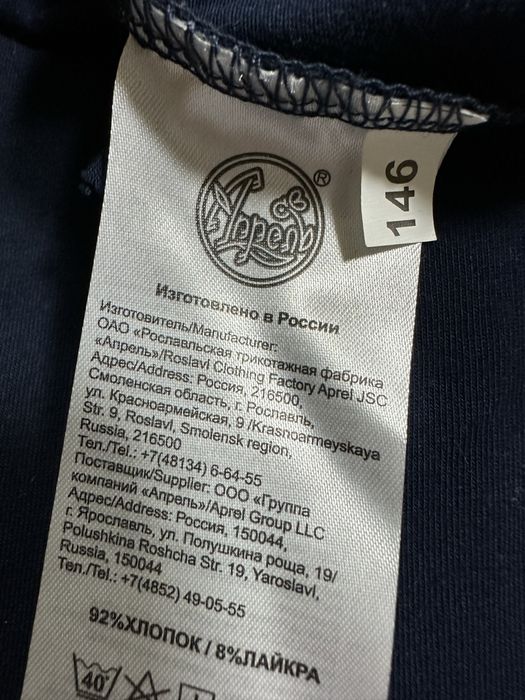 Апрель
®
146
Изготовлено в России
Изготовитель/Manufacturer:
ОАО «Рославльская трикотажная фабрика
«Апрель»/Roslavl Clothing Factory Aprel JSC
Адрес/Address: Россия, 216500,
Смоленская область, г. Рославль,
ул. Красноармейская, 9 /Krasnoarmeyskaya
Str. 9, Roslavl, Smolensk region,
Russia, 216500
Тел./Tel.: +7(48134) 6-64-55
Поставщик/Supplier: ООО «Группа
компаний «Апрель»/Aprel Group LLC
Адрес/Address: Россия, 150044,
г. Ярославль, ул. Полушкина роща, 19/
Polushkina Roshcha Str. 19, Yaroslavl,
Russia, 150044
Тел./Tel.: +7(4852) 49-05-55
92%ХЛОПОК / 8%ЛАЙКРА
40°